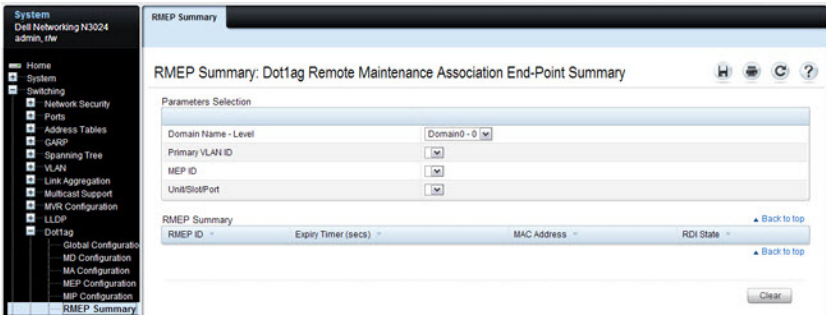 System
Dell Networking N3024
admin, r/w
RMEP Summary
Home
System
Switching
Network Security
Ports
Address Tables
GARP
Spanning Tree
VLAN
Link Aggregation
Multicast Support
MVR Configuration
LLDP
Dot1ag
Global Configuratio
MD Configuration
MA Configuration
MEP Configuration
MIP Configuration
RMEP Summary
RMEP Summary: Dot1ag Remote Maintenance Association End-Point Summary
?
Parameters Selection
Domain Name - Level Domain0 - 0
Primary VLAN ID
MEP ID
Unit/Slot/Port
RMEP Summary Back to top
RMEP ID Expiry Timer (secs) MAC Address RDI State
Back to top
Clear